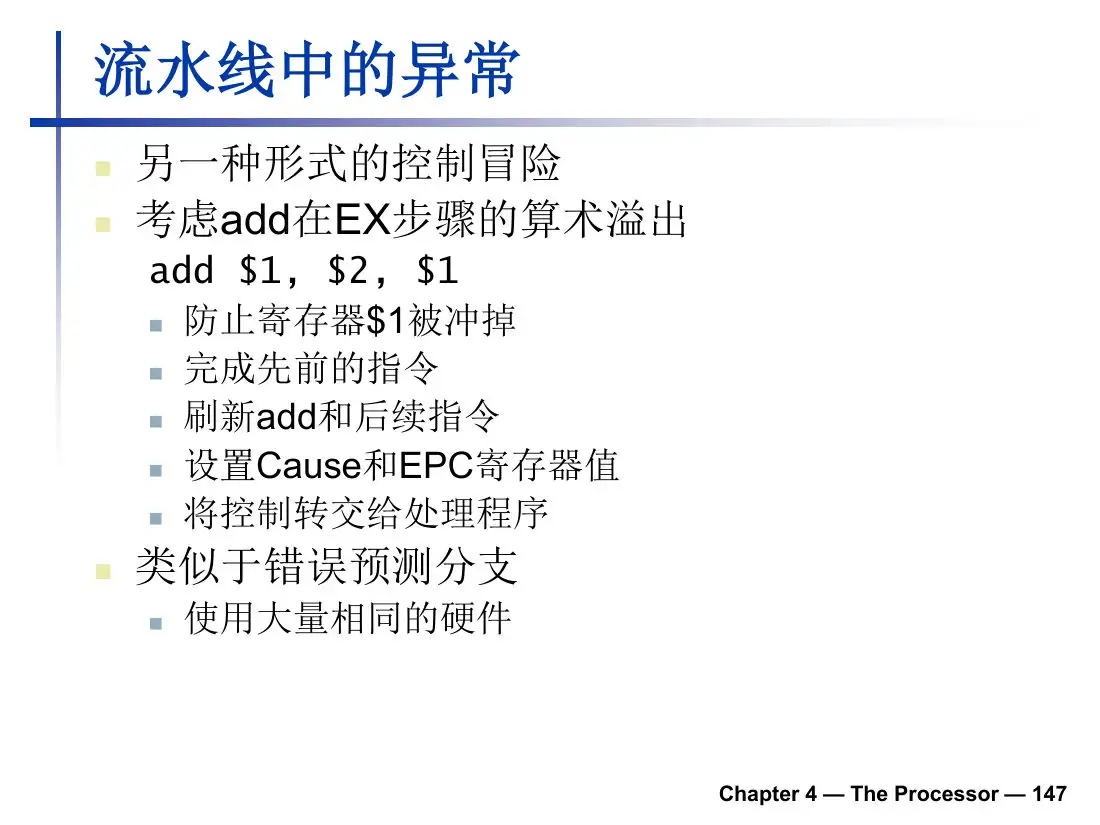 流水线中的异常
另一种形式的控制冒险
考虑add在EX步骤的算术溢出
add $1, $2, $1
防止寄存器$1被冲掉
完成先前的指令
刷新add和后续指令
设置Cause和EPC寄存器值
将控制转交给处理程序
类似于错误预测分支
使用大量相同的硬件
Chapter 4 — The Processor — 147